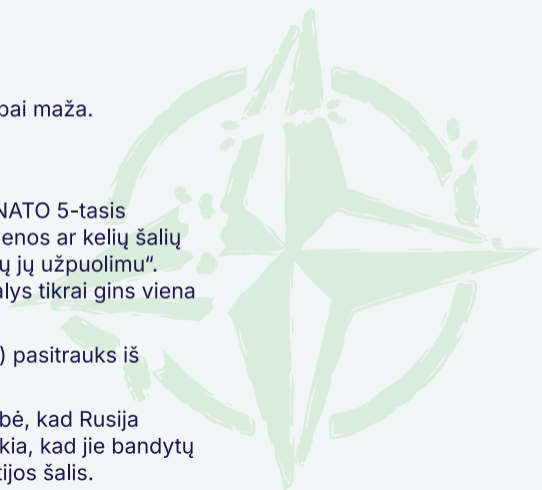 bai maža.
NATO 5-tasis
enos ar kelių šalių
ų jų užpuolimu“.
alys tikrai gins viena
) pasitrauks iš
bė, kad Rusija
kia, kad jie bandytų
tijos šalis.